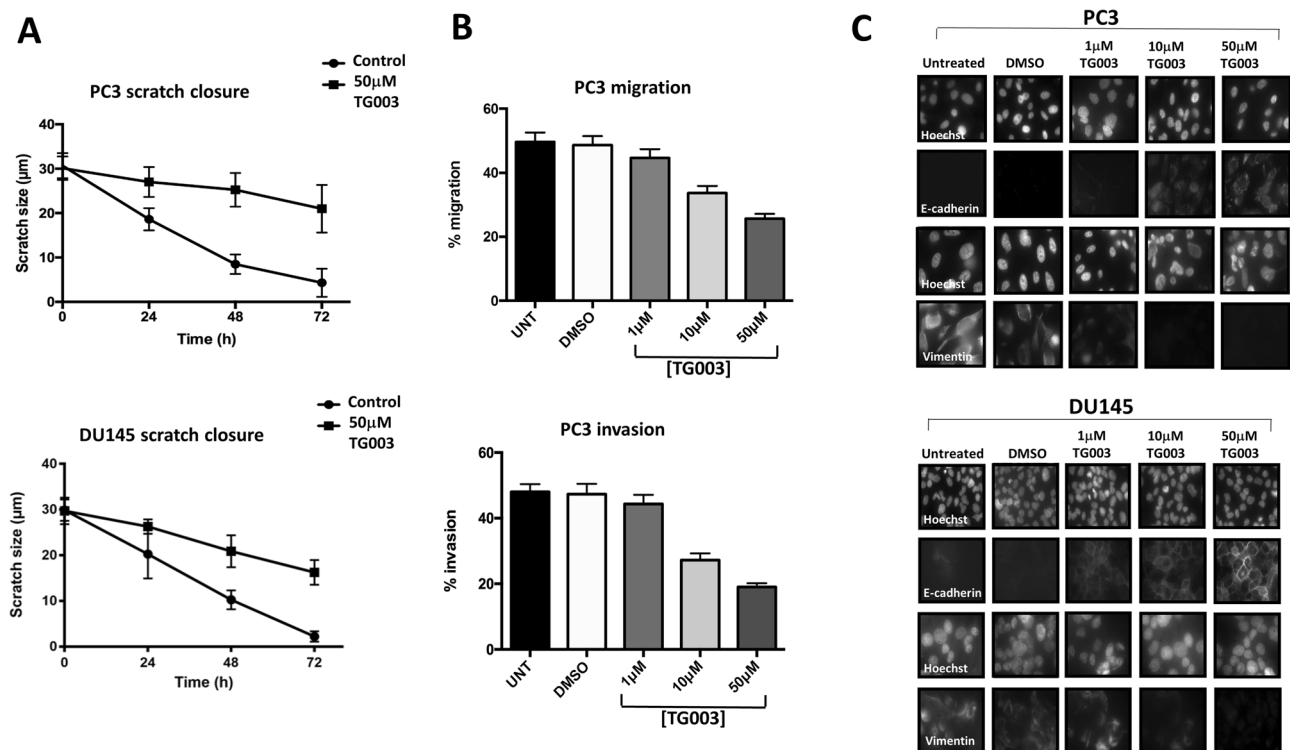 A
Control
50μM
TG003
PC3 scratch closure
Scratch size (μm)
40
30
20
10
0
0 24 48 72
Time (h)
Control
50μM
TG003
DU145 scratch closure
Scratch size (μm)
40
30
20
10
0
0 24 48 72
Time (h)
B
PC3 migration
% migration
60
40
20
0
UNT DMSO 1μM 10μM 50μM
[TG003]
PC3 invasion
% invasion
60
40
20
0
UNT DMSO 1μM 10μM 50μM
[TG003]
C
PC3
Untreated DMSO 1μM TG003 10μM TG003 50μM TG003
Hoechst
E-cadherin
Hoechst
Vimentin
DU145
Untreated DMSO 1μM TG003 10μM TG003 50μM TG003
Hoechst
E-cadherin
Hoechst
Vimentin